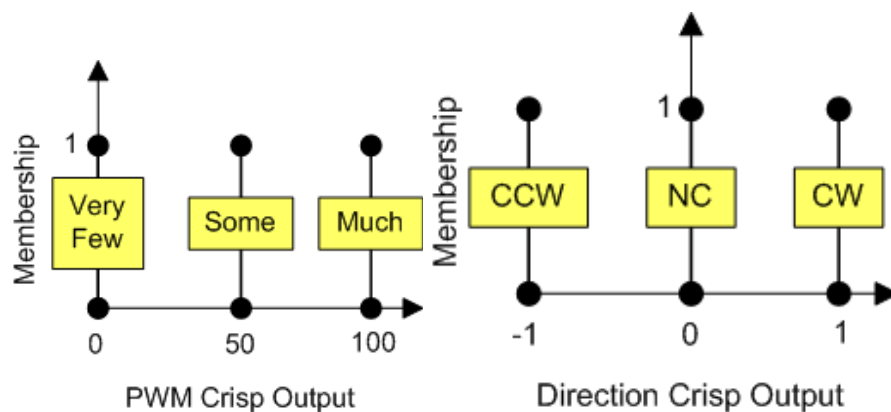 Membership
1
Very
Few
Some
Much
0
50
100
PWM Crisp Output
Membership
1
CCW
NC
CW
-1
0
1
Direction Crisp Output